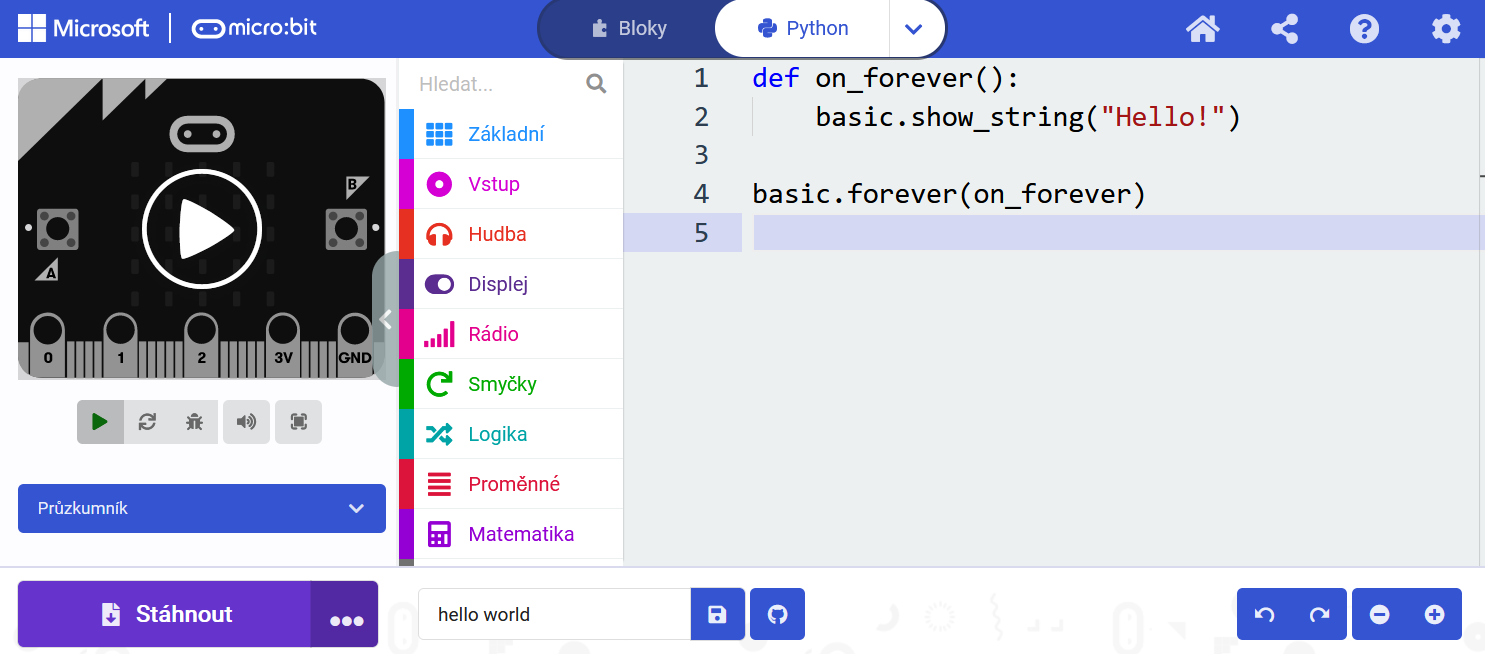 Microsoft
micro:bit
Bloky
Python
B
A
0
1
2
3V
GND
Průzkumník
Stáhnout
Hledat...
Základní
Vstup
Hudba
Displej
Rádio
Smyčky
Logika
Proměnné
Matematika
1 def on_forever():
2 basic.show_string("Hello!")
3
4 basic.forever(on_forever)
5
hello world